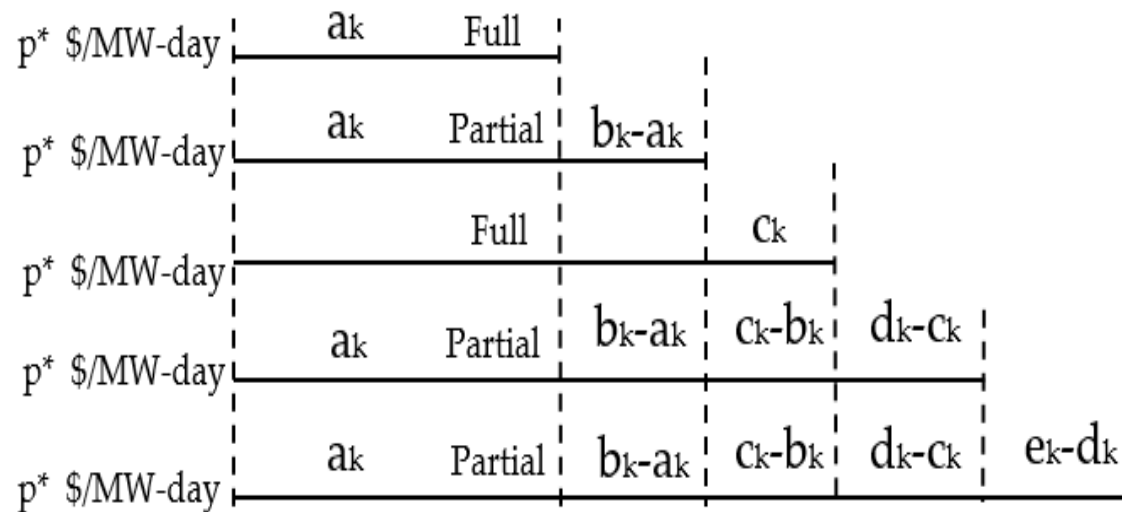 p* $/MW-day ak Full
p* $/MW-day ak Partial bk-ak
p* $/MW-day Full ck
p* $/MW-day ak Partial bk-ak ck-bk dk-ck
p* $/MW-day ak Partial bk-ak ck-bk dk-ck ek-dk